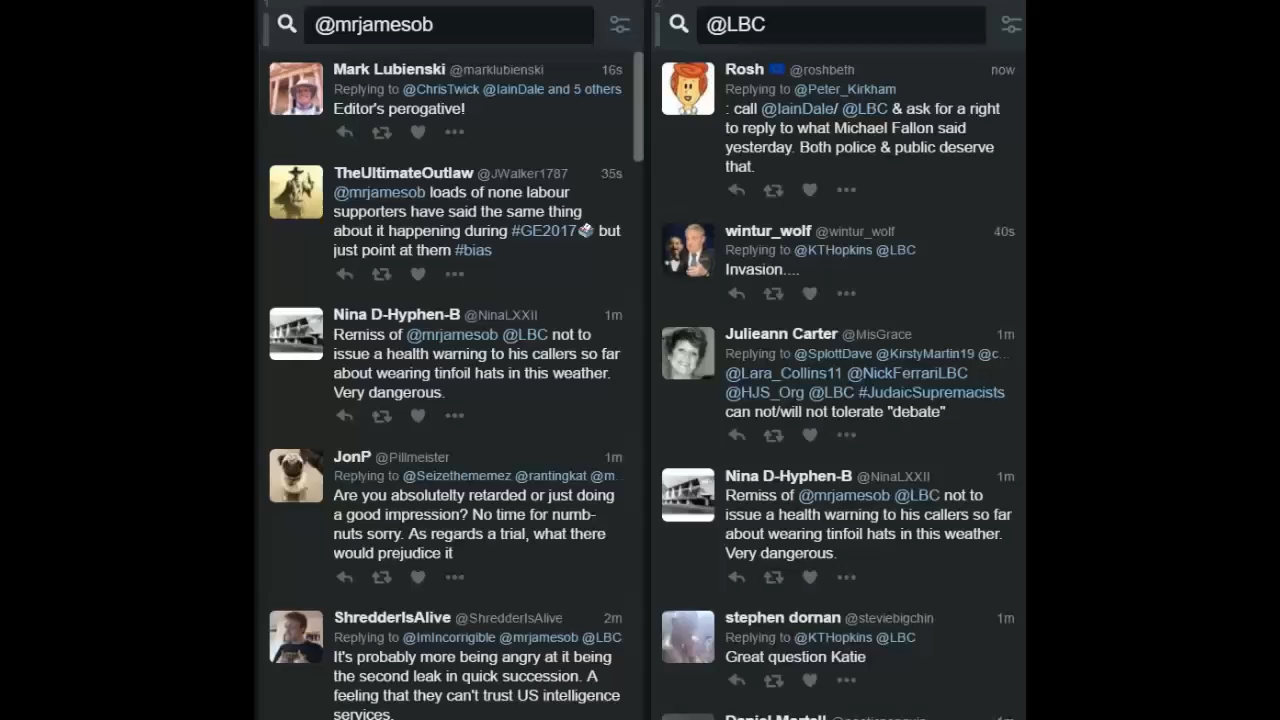 @mrjamesob
Mark Lubienski @marklubienski 16s
Replying to @ChrisTwick @IainDale and 5 others
Editor's perogative!
TheUltimateOutlaw @JWalker1787 35s
@mrjamesob loads of none labour
supporters have said the same thing
about it happening during #GE2017 but
just point at them #bias
Nina D-Hyphen-B @NinaLXXII 1m
Remiss of @mrjamesob @LBC not to
issue a health warning to his callers so far
about wearing tinfoil hats in this weather.
Very dangerous.
JonP @Pillmeister 1m
Replying to @Seizethememez @rantingkat @m
Are you absolutelty retarded or just doing
a good impression? No time for numb-
nuts sorry. As regards a trial, what there
would prejudice it
ShredderIsAlive @ShredderIsAlive 2m
Replying to @ImIncorrigible @mrjamesob @LBC
It's probably more being angry at it being
the second leak in quick succession. A
feeling that they can't trust US intelligence
services.
@LBC
Rosh @roshbeth now
Replying to @Peter_Kirkham
: call @IainDale/ @LBC & ask for a right
to reply to what Michael Fallon said
yesterday. Both police & public deserve
that.
wintur_wolf @wintur_wolf 40s
Replying to @KTHopkins @LBC
Invasion....
Julieann Carter @MisGrace 1m
Replying to @SplottDave @KirstyMartin19 @c...
@Lara_Collins11 @NickFerrariLBC
@HJS_Org @LBC #JudaicSupremacists
can not/will not tolerate "debate"
Nina D-Hyphen-B @NinaLXXII 1m
Remiss of @mrjamesob @LBC not to
issue a health warning to his callers so far
about wearing tinfoil hats in this weather.
Very dangerous.
stephen dornan @steviebigchin 1m
Replying to @KTHopkins @LBC
Great question Katie